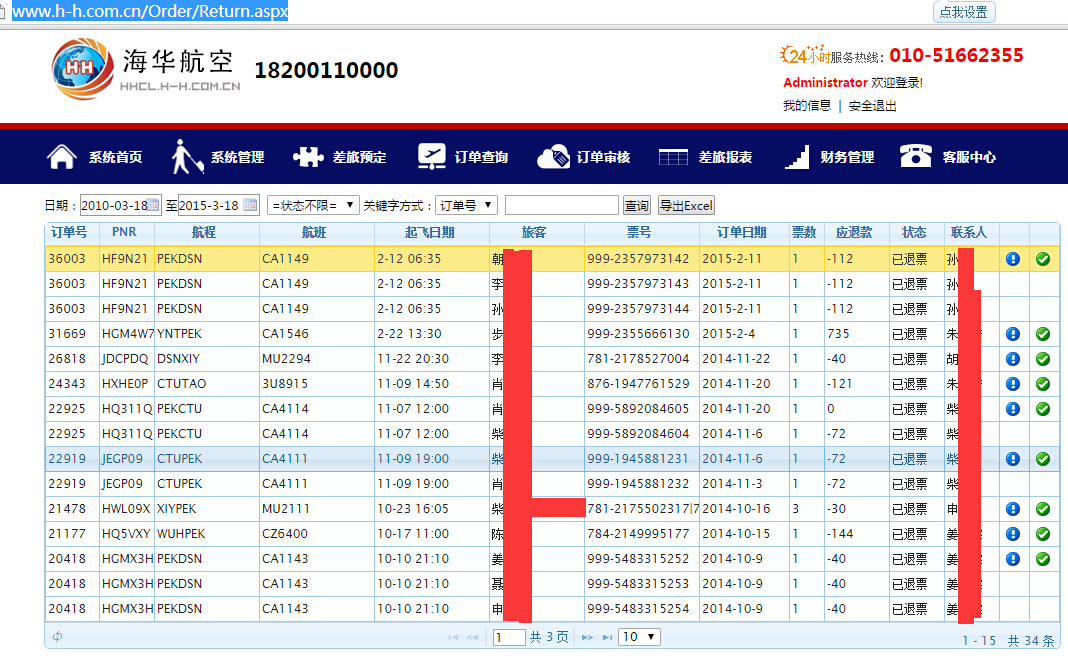 www.h-h.com.cn/Order/Return.aspx
点我设置
海华航空
HHCL.H-H.COM.CN
18200110000
24小时服务热线: 010-51662355
Administrator 欢迎登录!
我的信息 | 安全退出
系统首页 系统管理 差旅预定 订单查询 订单审核 差旅报表 财务管理 客服中心
日期: 2010-03-18 至 2015-3-18 =状态不限= 关键字方式: 订单号 查询 导出Excel
订单号 PNR 航程 航班 起飞日期 旅客 票号 订单日期 票数 应退款 状态 联系人
36003 HF9N21 PEKDSN CA1149 2-12 06:35 朝 999-2357973142 2015-2-11 1 -112 已退票 孙
36003 HF9N21 PEKDSN CA1149 2-12 06:35 李 999-2357973143 2015-2-11 1 -112 已退票 孙
36003 HF9N21 PEKDSN CA1149 2-12 06:35 孙 999-2357973144 2015-2-11 1 -112 已退票 孙
31669 HGM4W7 YNTPEK CA1546 2-22 13:30 步 999-2355666130 2015-2-4 1 735 已退票 朱
26818 JDCPDQ DSNXIY MU2294 11-22 20:30 李 781-2178527004 2014-11-22 1 -40 已退票 胡
24343 HXHE0P CTUTAO 3U8915 11-09 14:50 肖 876-1947761529 2014-11-20 1 -121 已退票 朱
22925 HQ311Q PEKCTU CA4114 11-07 12:00 肖 999-5892084605 2014-11-20 1 0 已退票 柴
22925 HQ311Q PEKCTU CA4114 11-07 12:00 柴 999-5892084604 2014-11-6 1 -72 已退票 柴
22919 JEGP09 CTUPEK CA4111 11-09 19:00 柴 999-1945881231 2014-11-6 1 -72 已退票 柴
22919 JEGP09 CTUPEK CA4111 11-09 19:00 肖 999-1945881232 2014-11-3 1 -72 已退票 柴
21478 HWL09X XIYPEK MU2111 10-23 16:05 柴 781-2175502317|7 2014-10-16 3 -30 已退票 申
21177 HQ5VXY WUHPEK CZ6400 10-17 11:00 陈 784-2149995177 2014-10-15 1 -144 已退票 姜
20418 HGMX3H PEKDSN CA1143 10-10 21:10 姜 999-5483315252 2014-10-9 1 -40 已退票 姜
20418 HGMX3H PEKDSN CA1143 10-10 21:10 聂 999-5483315253 2014-10-9 1 -40 已退票 姜
20418 HGMX3H PEKDSN CA1143 10-10 21:10 申 999-5483315254 2014-10-9 1 -40 已退票 姜
1 共 3 页 10 1 - 15 共 34 条